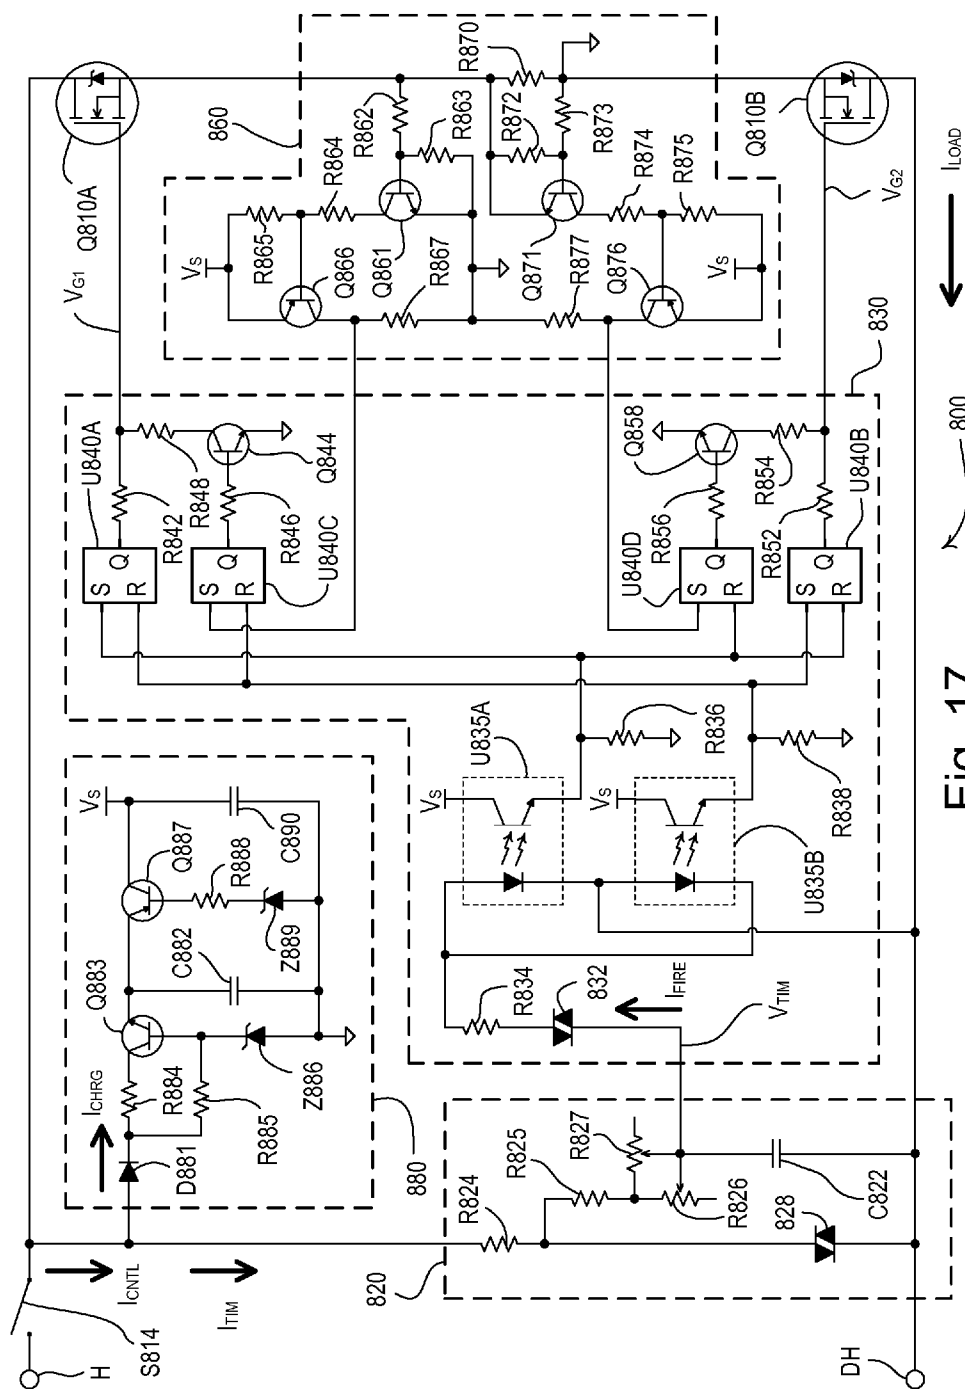 H
S814
ICNTL
ITIM
ICHRG
D881
R884
R885
Q883
C882
Z886
Z889
R888
Q887
VS
C890
880
U840A
S
R
Q
R842
R848
Q844
R846
U840C
S
R
Q
VG1
Q810A
860
VS
R865
R864
Q866
Q861
R862
R863
R867
R870
R872
R873
Q871
R877
R874
R875
Q876
VS
820
R824
R825
R827
R826
828
C822
832
R834
IFIRE
VTIM
VS
U835A
R836
VS
U835B
R838
U840D
S
R
Q
R856
Q858
R854
R852
U840B
S
R
Q
830
VG2
Q810B
DH
ILOAD
800
Fig. 17